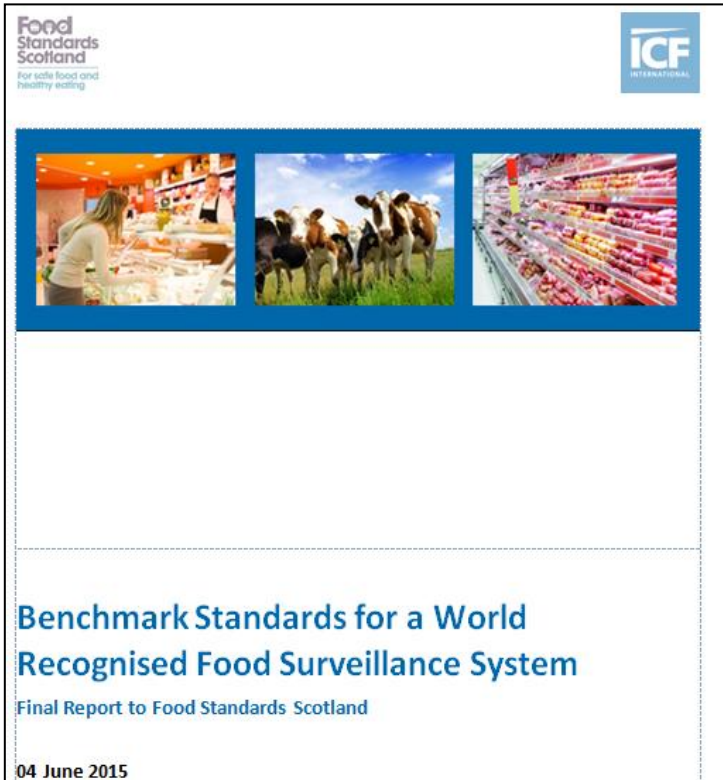 Food
Standards
Scotland
For safe food and
healthy eating
ICF
INTERNATIONAL
Benchmark Standards for a World
Recognised Food Surveillance System
Final Report to Food Standards Scotland
04 June 2015